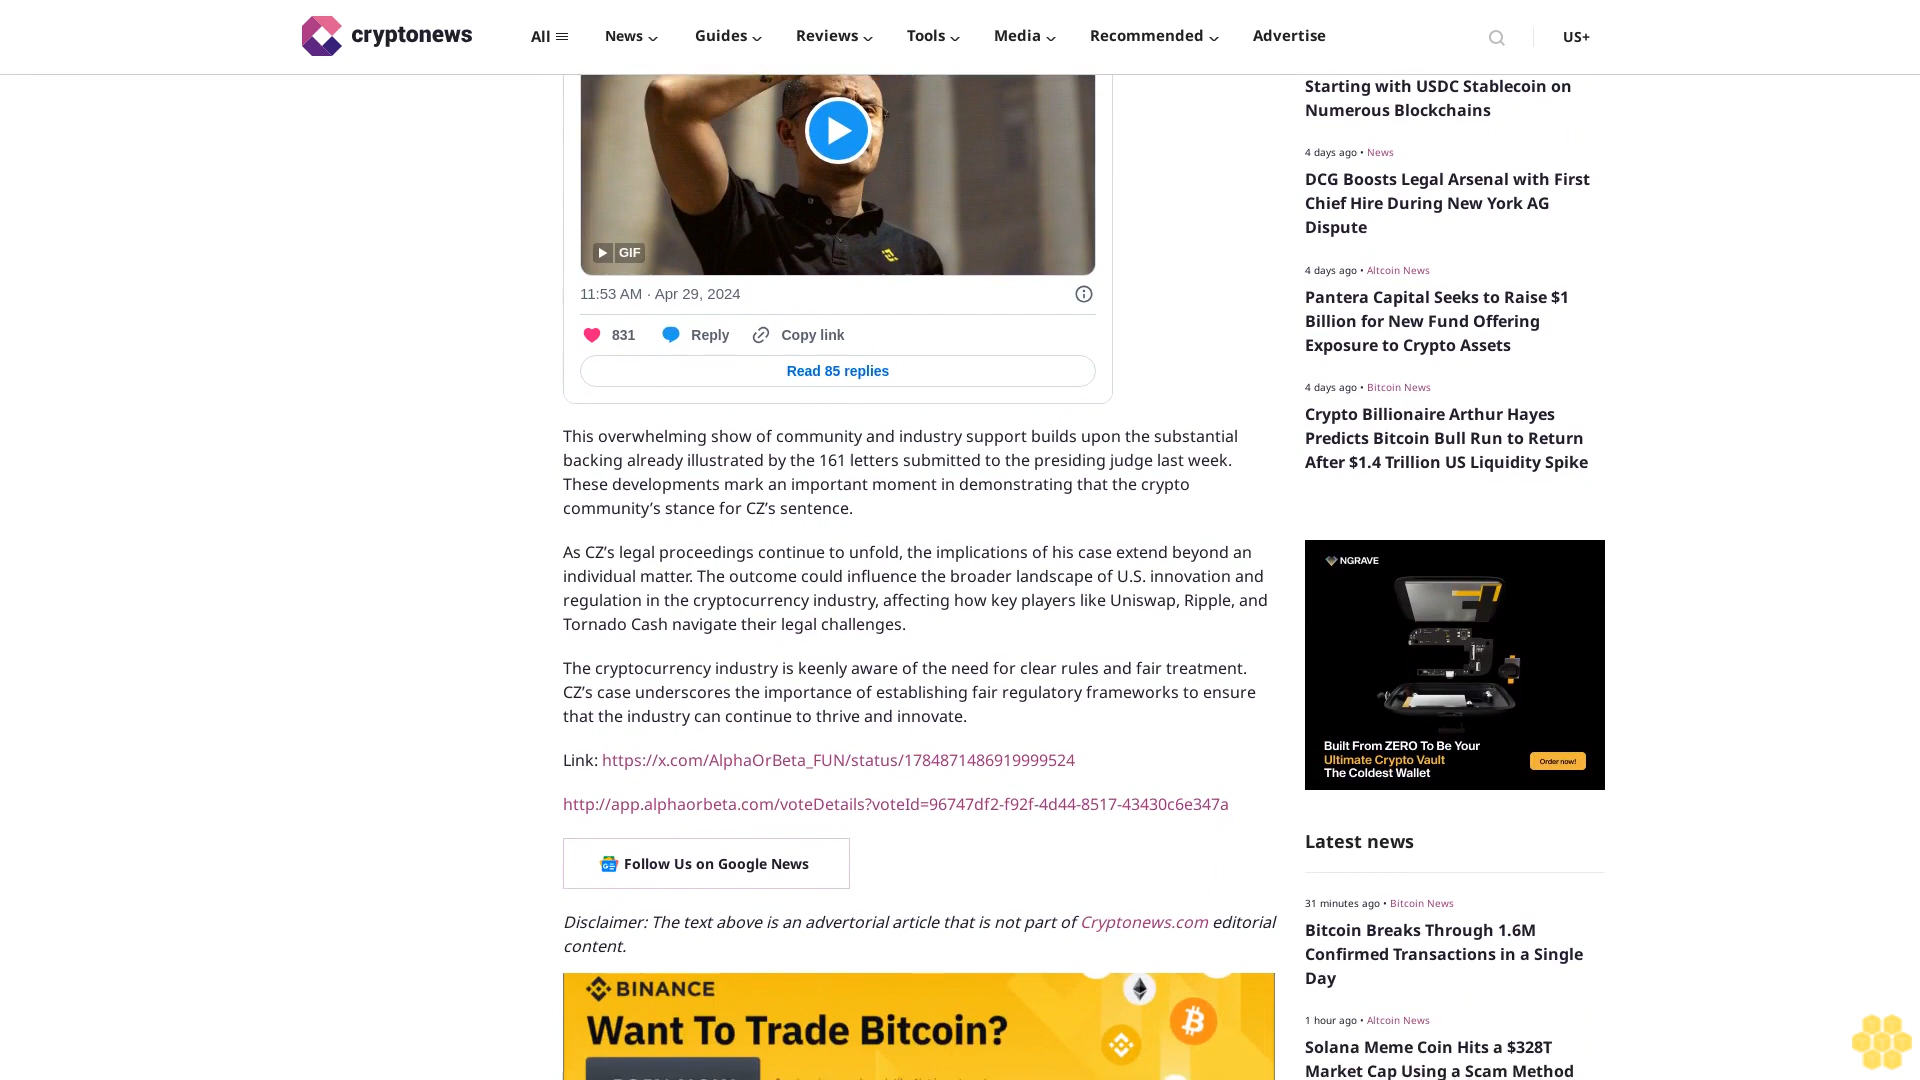 cryptonews
All
News
Guides
Reviews
Tools
Media
Recommended
Advertise
US+
GIF
11:53 AM · Apr 29, 2024
831
Reply
Copy link
Read 85 replies
This overwhelming show of community and industry support builds upon the substantial
backing already illustrated by the 161 letters submitted to the presiding judge last week.
These developments mark an important moment in demonstrating that the crypto
community’s stance for CZ’s sentence.
As CZ’s legal proceedings continue to unfold, the implications of his case extend beyond an
individual matter. The outcome could influence the broader landscape of U.S. innovation and
regulation in the cryptocurrency industry, affecting how key players like Uniswap, Ripple, and
Tornado Cash navigate their legal challenges.
The cryptocurrency industry is keenly aware of the need for clear rules and fair treatment.
CZ’s case underscores the importance of establishing fair regulatory frameworks to ensure
that the industry can continue to thrive and innovate.
Link: https://x.com/AlphaOrBeta_FUN/status/1784871486919999524
http://app.alphaorbeta.com/voteDetails?voteId=96747df2-f92f-4d44-8517-43430c6e347a
Follow Us on Google News
Disclaimer: The text above is an advertorial article that is not part of Cryptonews.com editorial
content.
BINANCE
Want To Trade Bitcoin?
Starting with USDC Stablecoin on
Numerous Blockchains
4 days ago • News
DCG Boosts Legal Arsenal with First
Chief Hire During New York AG
Dispute
4 days ago • Altcoin News
Pantera Capital Seeks to Raise $1
Billion for New Fund Offering
Exposure to Crypto Assets
4 days ago • Bitcoin News
Crypto Billionaire Arthur Hayes
Predicts Bitcoin Bull Run to Return
After $1.4 Trillion US Liquidity Spike
NGRAVE
Built From ZERO To Be Your
Ultimate Crypto Vault
The Coldest Wallet
Order now!
Latest news
31 minutes ago • Bitcoin News
Bitcoin Breaks Through 1.6M
Confirmed Transactions in a Single
Day
1 hour ago • Altcoin News
Solana Meme Coin Hits a $328T
Market Cap Using a Scam Method